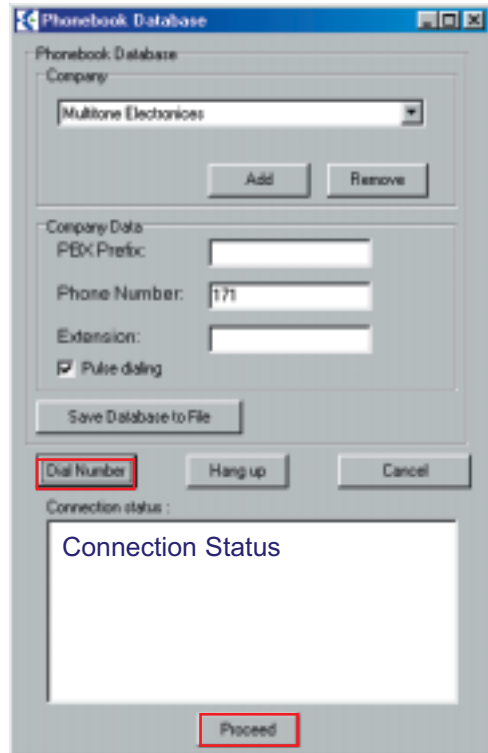 Phonebook Database
Phonebook Database
Company
Multitone Electronices
Add Remove
Company Data
PBX Prefix:
Phone Number: 171
Extension:
Pulse dialing
Save Database to File
Dial Number Hang up Cancel
Connection status :
Connection Status
Proceed